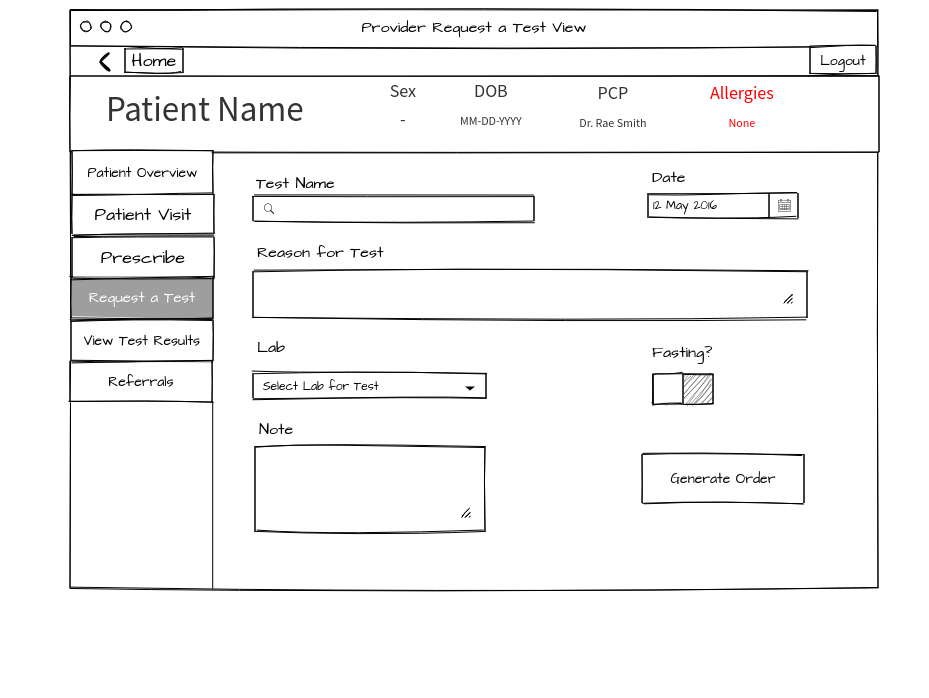 Provider Request a Test View
Home
Logout
Patient Name
Sex
DOB
PCP
Allergies
-
MM-DD-YYYY
Dr. Rae Smith
None
Patient Overview
Patient Visit
Prescribe
Request a Test
View Test Results
Referrals
Test Name
Date
12 May 2016
Reason for Test
Lab
Select Lab for Test
Fasting?
Note
Generate Order